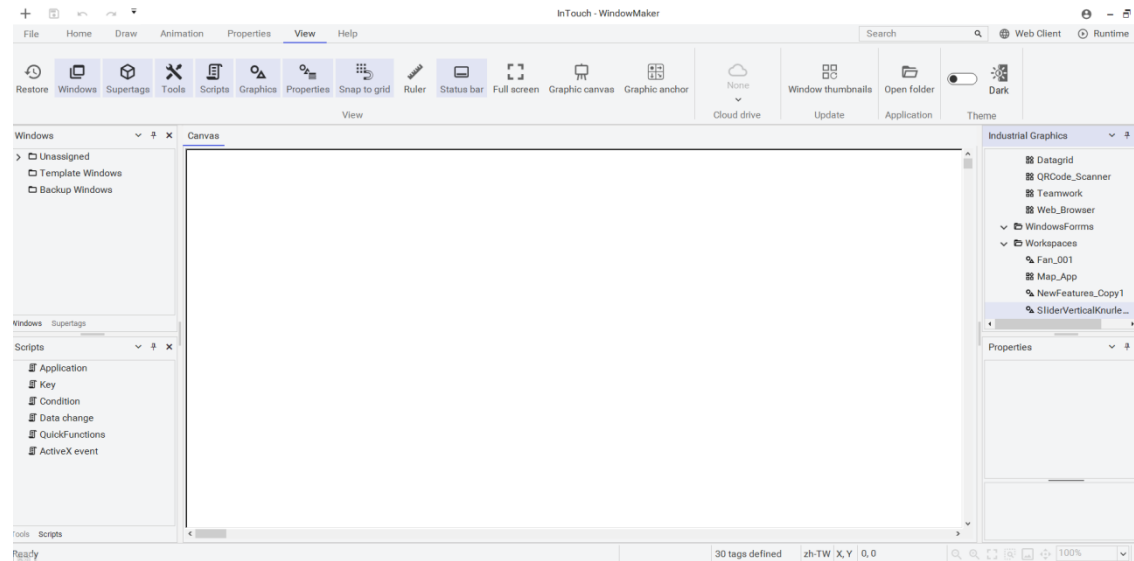 InTouch - WindowMaker
File Home Draw Animation Properties View Help Search Web Client Runtime
Restore Windows Supertags Tools Scripts Graphics Properties Snap to grid Ruler Status bar Full screen Graphic canvas Graphic anchor None Window thumbnails Open folder Dark
View Cloud drive Update Application Theme
Windows
Unassigned
Template Windows
Backup Windows
Windows Supertags
Scripts
Application
Key
Condition
Data change
QuickFunctions
ActiveX event
Tools Scripts
Canvas
Industrial Graphics
Datagrid
QRCode_Scanner
Teamwork
Web_Browser
WindowsForrms
Workspaces
Fan_001
Map_App
NewFeatures_Copy1
SliderVerticalKnurle...
Properties
Ready 30 tags defined zh-TW X, Y 0, 0 100%